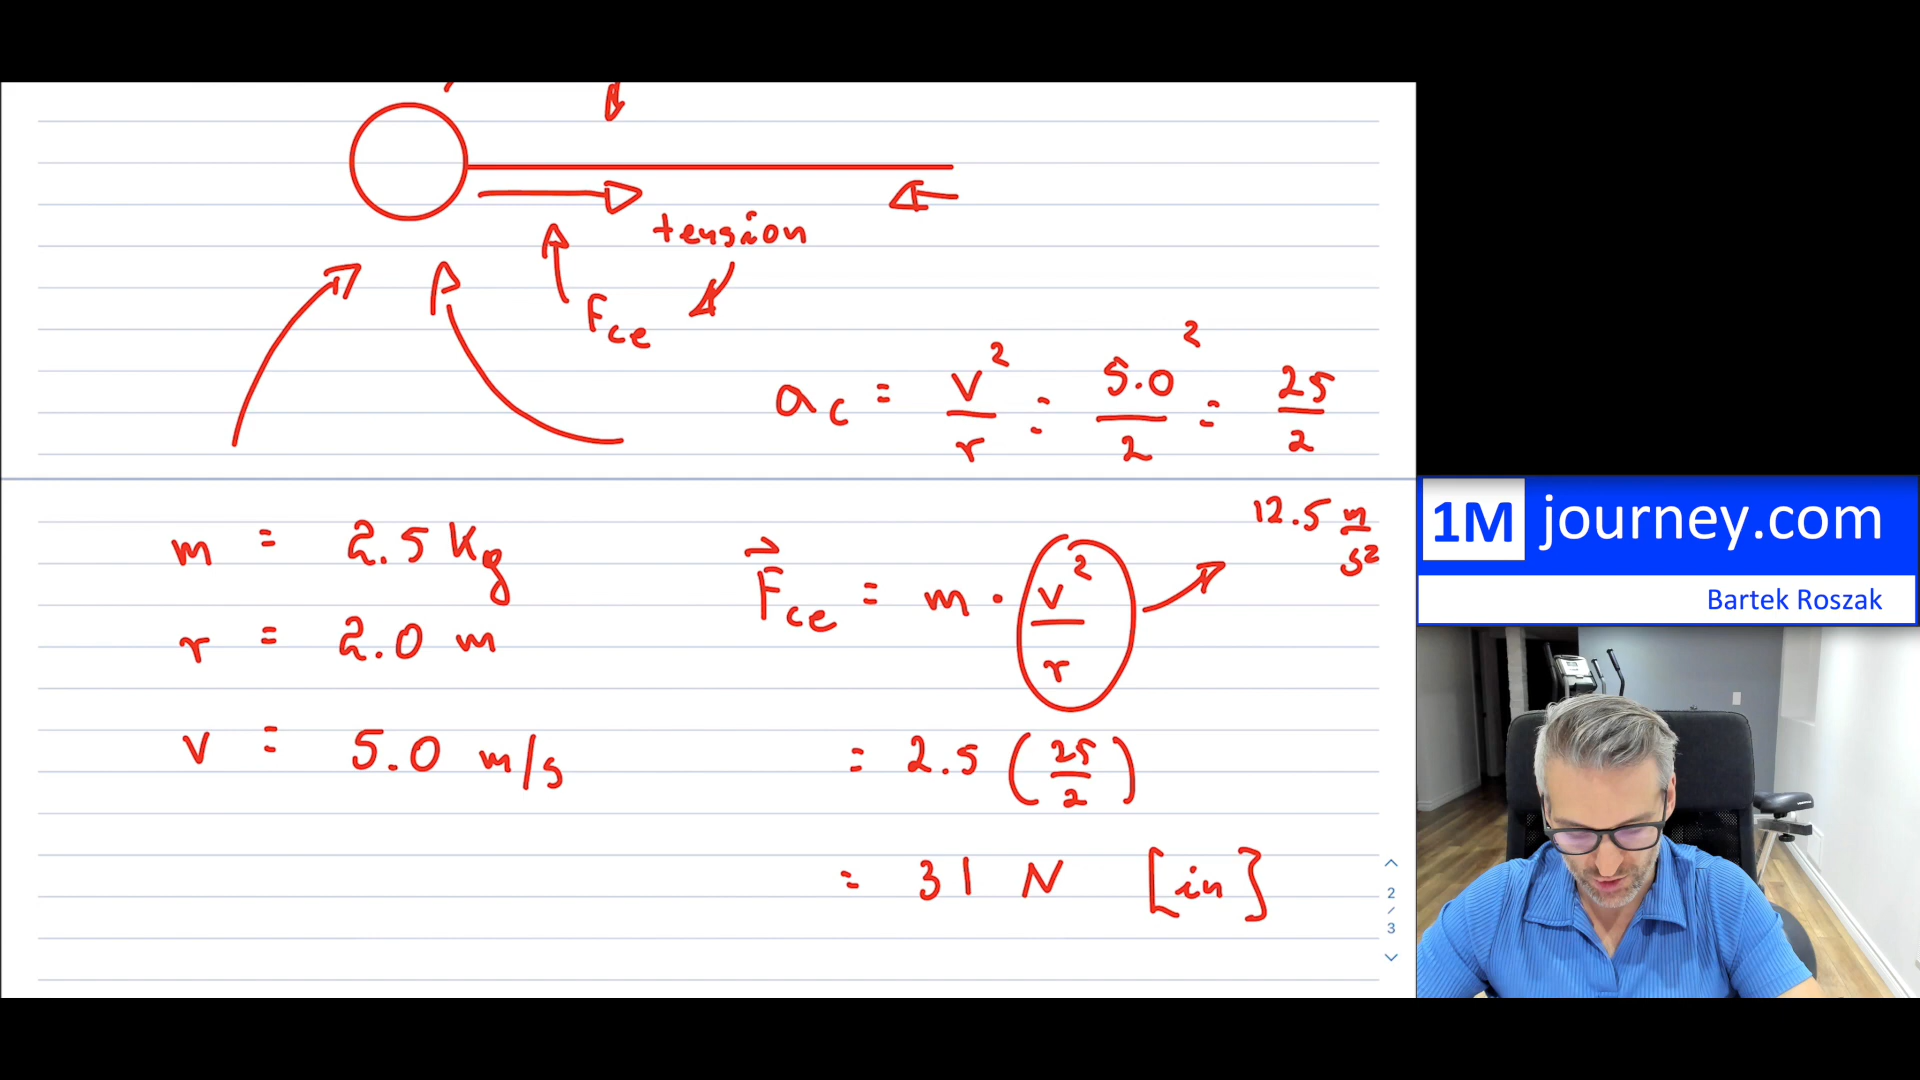 tension
Fce
ac = v²/r = 5.0²/2 = 25/2
12.5 m/s²
m = 2.5 kg
F⃗ce = m · v²/r
r = 2.0 m
v = 5.0 m/s
= 2.5 (25/2)
= 31 N [in]
2
/
3
1M journey.com
Bartek Roszak